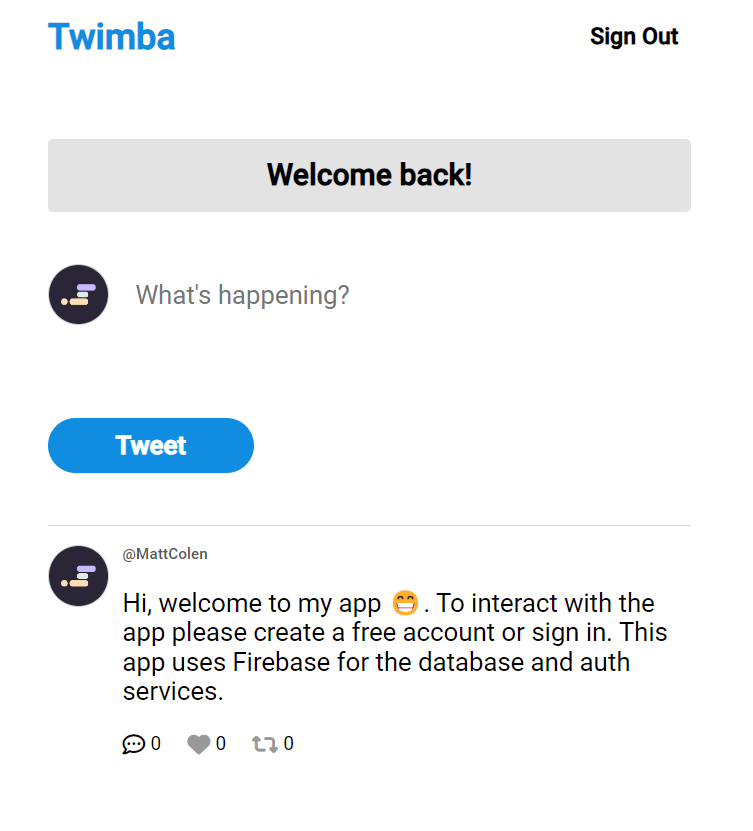 Twimba
Sign Out
Welcome back!
What's happening?
Tweet
@MattColen
Hi, welcome to my app 😁. To interact with the
app please create a free account or sign in. This
app uses Firebase for the database and auth
services.
0 0 0